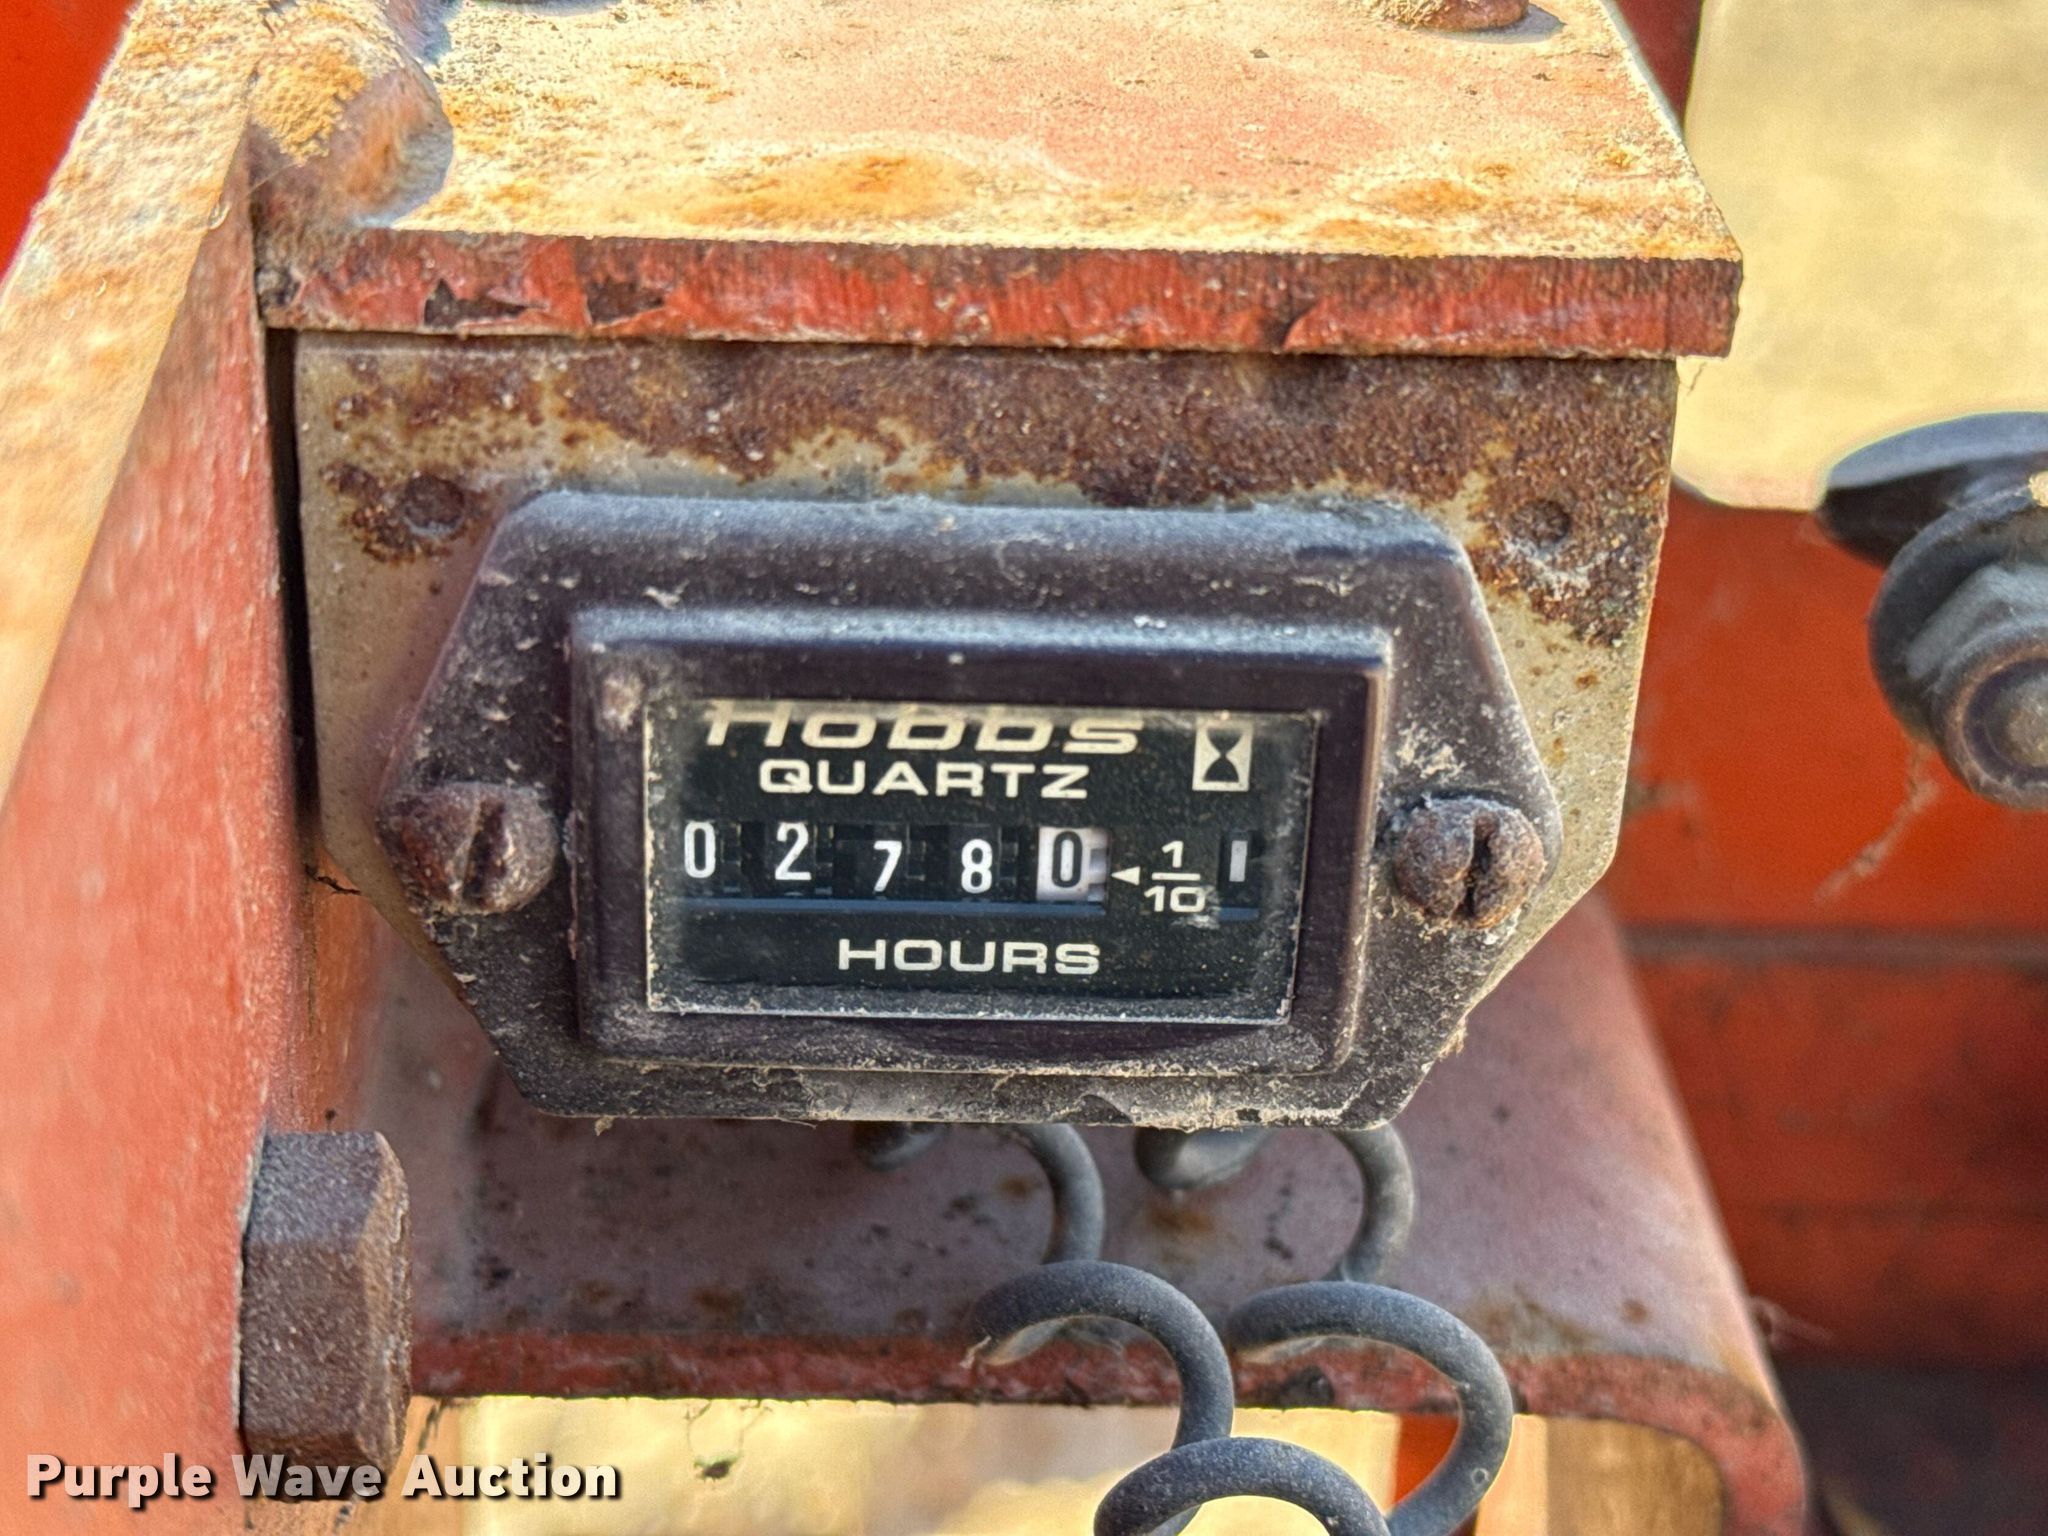 Hobbs
QUARTZ
0 2 7 8 0 ◄ 1/10
HOURS
Purple Wave Auction